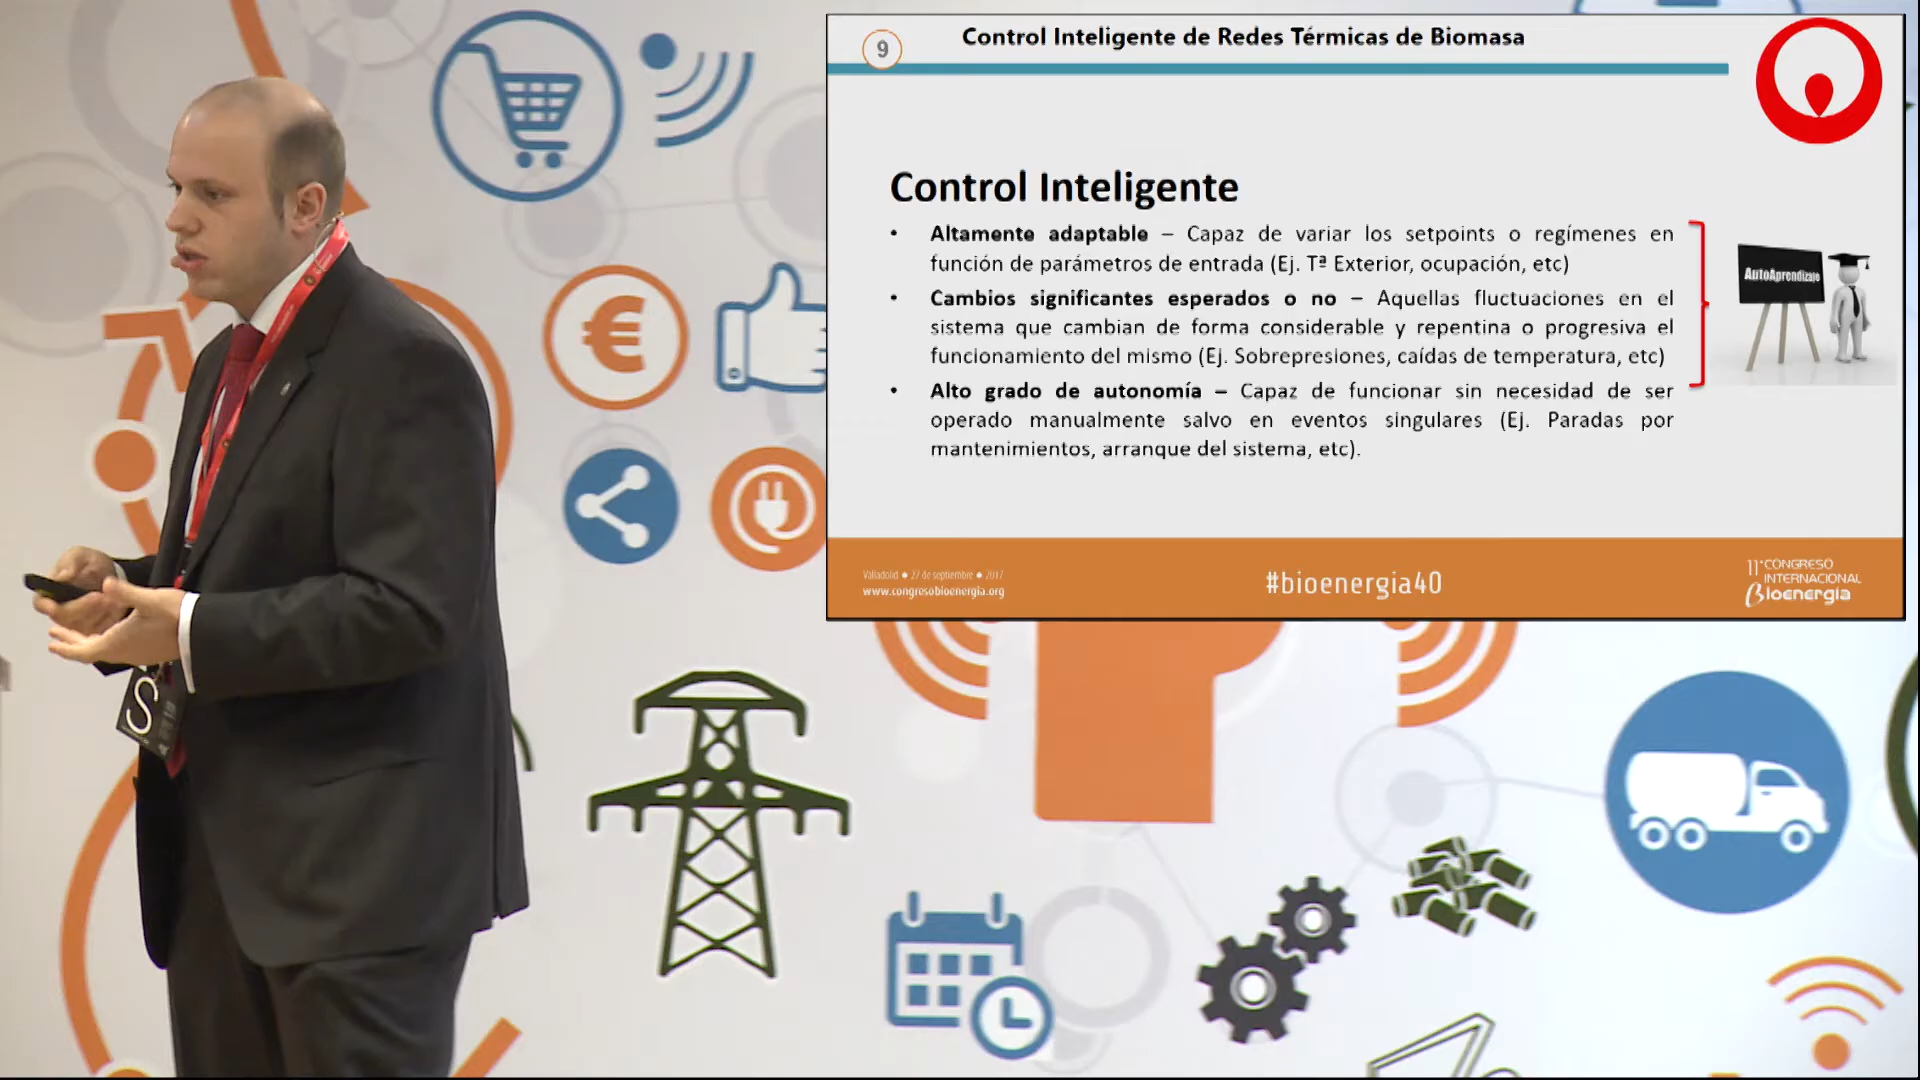 9
Control Inteligente de Redes Térmicas de Biomasa
Control Inteligente
• Altamente adaptable – Capaz de variar los setpoints o regímenes en
función de parámetros de entrada (Ej. Tª Exterior, ocupación, etc)
• Cambios significantes esperados o no – Aquellas fluctuaciones en el
sistema que cambian de forma considerable y repentina o progresiva el
funcionamiento del mismo (Ej. Sobrepresiones, caídas de temperatura, etc)
• Alto grado de autonomía – Capaz de funcionar sin necesidad de ser
operado manualmente salvo en eventos singulares (Ej. Paradas por
mantenimientos, arranque del sistema, etc).
AutoAprendizaje
Valladolid ● 27 de septiembre ● 2017
www.congresobioenergia.org
#bioenergia40
11º CONGRESO
INTERNACIONAL
Bioenergía
€
S